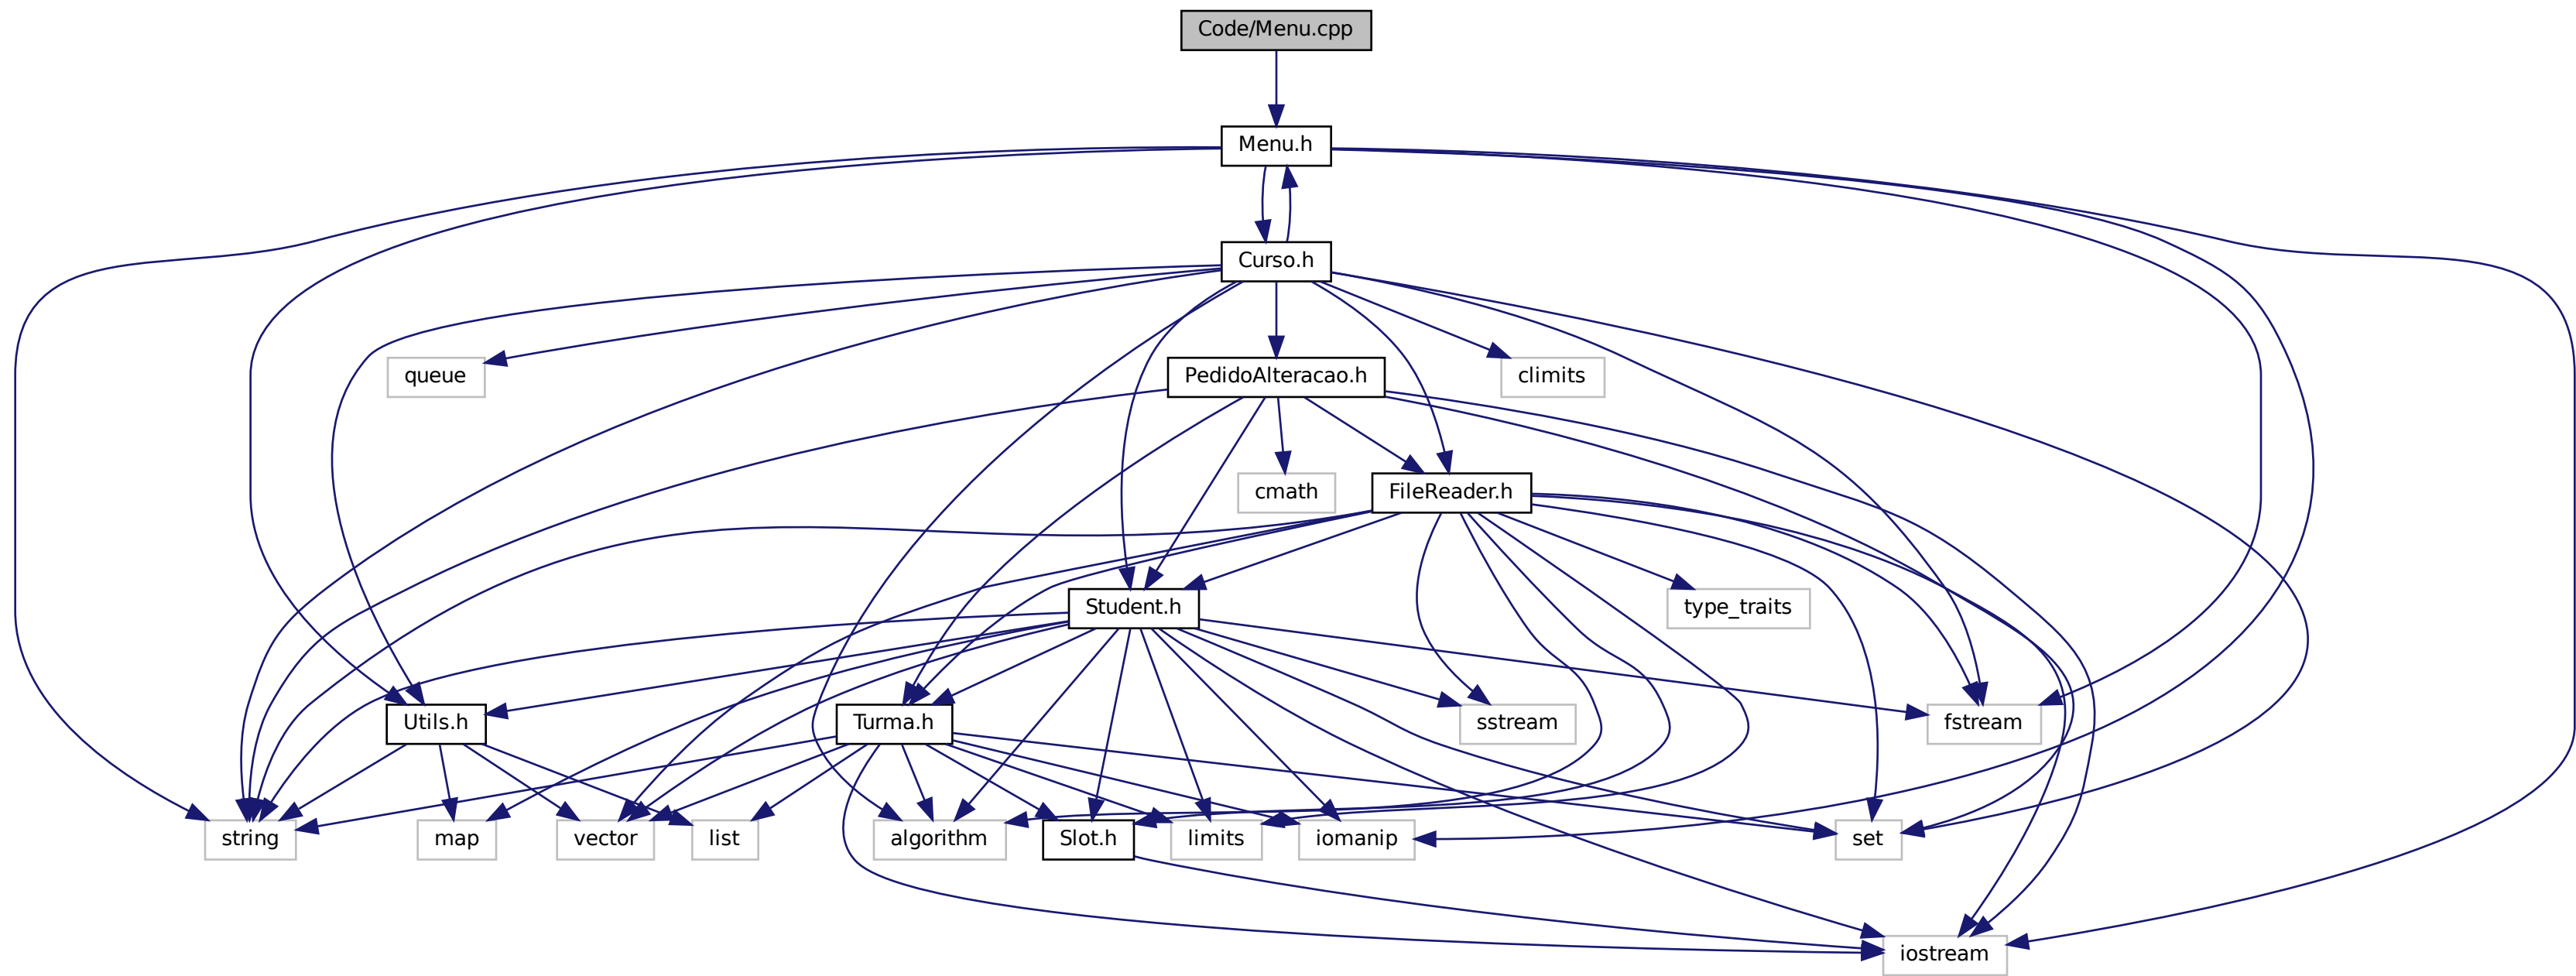 Code/Menu.cpp
Menu.h
Curso.h
queue
PedidoAlteracao.h
climits
cmath
FileReader.h
Student.h
type_traits
Utils.h
Turma.h
sstream
fstream
string
map
vector
list
algorithm
Slot.h
limits
iomanip
set
iostream